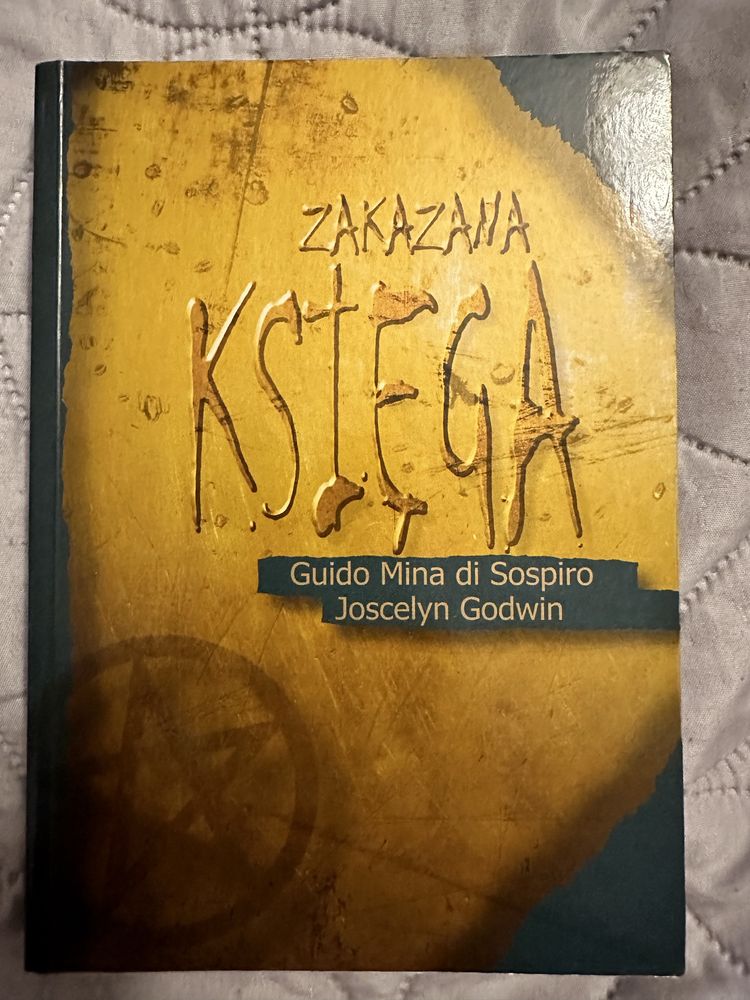 ZAKAZANA
KSIĘGA
Guido Mina di Sospiro
Joscelyn Godwin